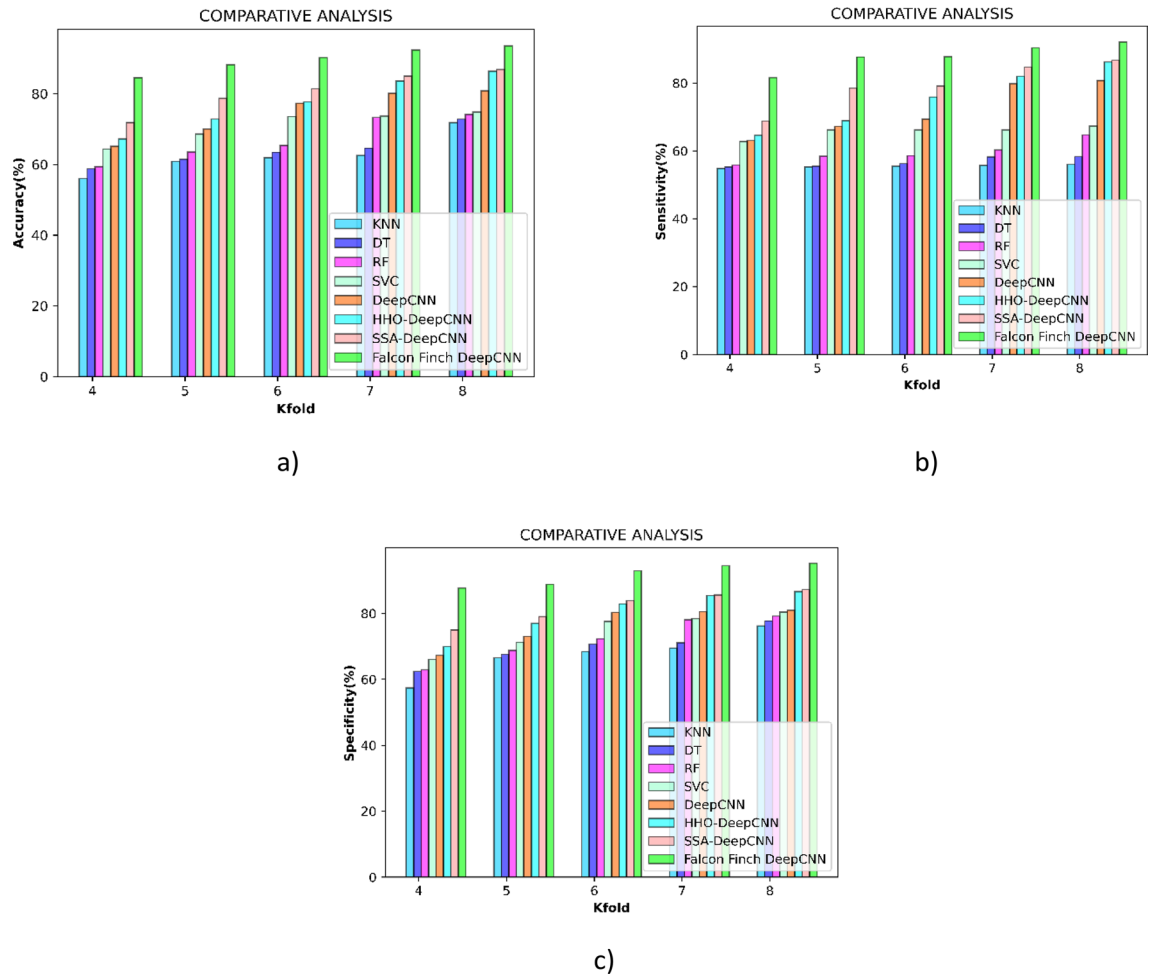 COMPARATIVE ANALYSIS
Accuracy(%)
80
60
40
20
0
KNN
DT
RF
SVC
DeepCNN
HHO-DeepCNN
SSA-DeepCNN
Falcon Finch DeepCNN
4 5 6 7 8
Kfold
a)
COMPARATIVE ANALYSIS
Sensitivity(%)
80
60
40
20
0
KNN
DT
RF
SVC
DeepCNN
HHO-DeepCNN
SSA-DeepCNN
Falcon Finch DeepCNN
4 5 6 7 8
Kfold
b)
COMPARATIVE ANALYSIS
Specificity(%)
80
60
40
20
0
KNN
DT
RF
SVC
DeepCNN
HHO-DeepCNN
SSA-DeepCNN
Falcon Finch DeepCNN
4 5 6 7 8
Kfold
c)